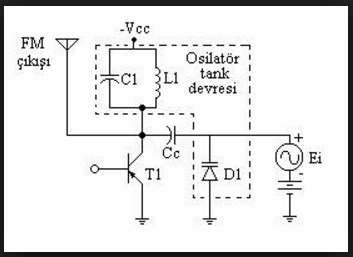 -Vcc
FM
çıkışı
C1
L1
Osilatör
tank
devresi
+
Cc
Ei
-
T1
D1